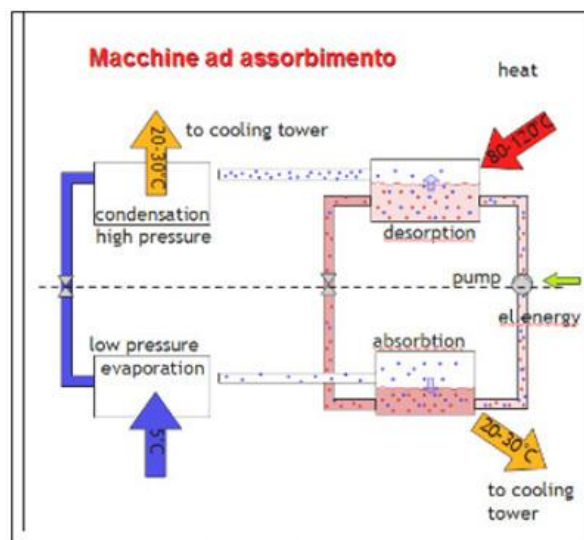 Macchine ad assorbimento
heat
20-30°C
to cooling tower
80-120°C
condensation
high pressure
desorption
pump
el.energy
low pressure
evaporation
absorbtion
5°C
20-30°C
to cooling
tower